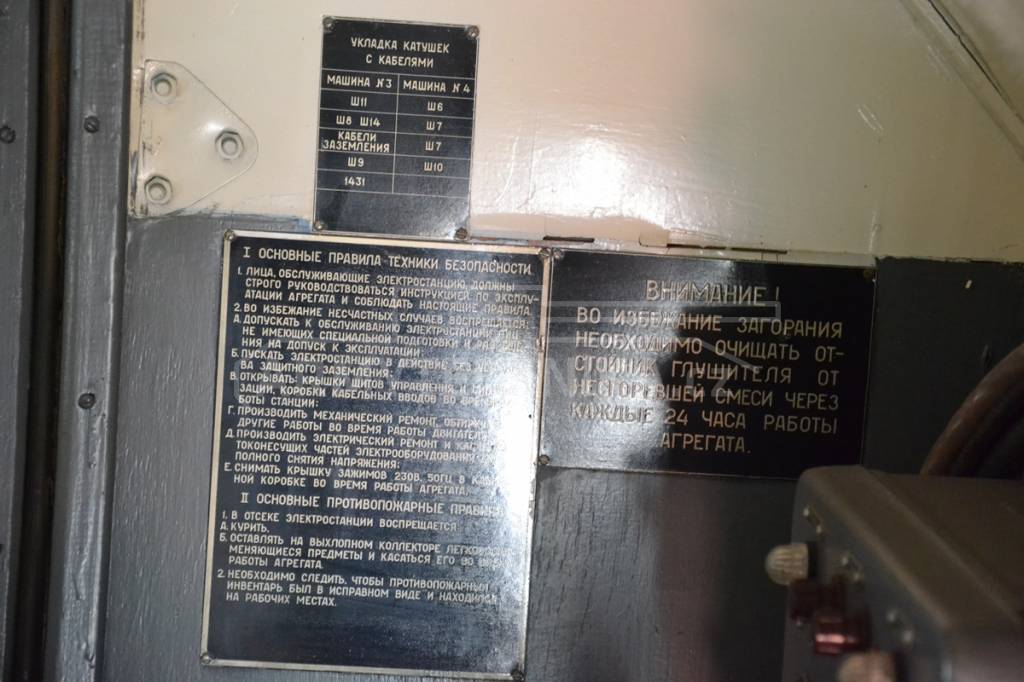 УКЛАДКА КАТУШЕК
С КАБЕЛЯМИ
МАШИНА №3 МАШИНА №4
Ш11 Ш6
Ш8 Ш14 Ш7
КАБЕЛИ
ЗАЗЕМЛЕНИЯ Ш7
Ш9 Ш10
1431
I ОСНОВНЫЕ ПРАВИЛА ТЕХНИКИ БЕЗОПАСНОСТИ
1. ЛИЦА, ОБСЛУЖИВАЮЩИЕ ЭЛЕКТРОСТАНЦИЮ ДОЛЖНЫ
СТРОГО РУКОВОДСТВОВАТЬСЯ ИНСТРУКЦИЕЙ ПО ЭКСПЛУ-
АТАЦИИ АГРЕГАТА И СОБЛЮДАТЬ НАСТОЯЩИЕ ПРАВИЛА.
2. ВО ИЗБЕЖАНИЕ НЕСЧАСТНЫХ СЛУЧАЕВ ВОСПРЕЩАЕТСЯ:
А. ДОПУСКАТЬ К ОБСЛУЖИВАНИЮ ЭЛЕКТРОСТАНЦИИ ЛИЦ,
НЕ ИМЕЮЩИХ СПЕЦИАЛЬНОЙ ПОДГОТОВКИ И
НИЯ НА ДОПУСК К ЭКСПЛУАТАЦИИ:
Б. ПУСКАТЬ ЭЛЕКТРОСТАНЦИЮ В ДЕЙСТВИЕ БЕЗ
ВА ЗАЩИТНОГО ЗАЗЕМЛЕНИЯ:
В. ОТКРЫВАТЬ: КРЫШКИ ЩИТОВ УПРАВЛЕНИЯ И
ЗАЦИИ, КОРОБКИ КАБЕЛЬНЫХ ВВОДОВ ВО
БОТЫ СТАНЦИИ:
Г. ПРОИЗВОДИТЬ МЕХАНИЧЕСКИЙ РЕМОНТ,
ДРУГИЕ РАБОТЫ ВО ВРЕМЯ РАБОТЫ
Д. ПРОИЗВОДИТЬ ЭЛЕКТРИЧЕСКИЙ РЕМОНТ И
ТОКОНЕСУЩИХ ЧАСТЕЙ ЭЛЕКТРООБОРУДОВАНИЯ
ПОЛНОГО СНЯТИЯ НАПРЯЖЕНИЯ:
Е. СНИМАТЬ КРЫШКУ ЗАЖИМОВ 230В, 50ГЦ В
НОЙ КОРОБКЕ ВО ВРЕМЯ РАБОТЫ АГРЕГАТА.
II ОСНОВНЫЕ ПРОТИВОПОЖАРНЫЕ
1. В ОТСЕКЕ ЭЛЕКТРОСТАНЦИИ ВОСПРЕЩАЕТСЯ
А. КУРИТЬ.
Б. ОСТАВЛЯТЬ НА ВЫХЛОПНОМ КОЛЛЕКТОРЕ
МЕНЯЮЩИЕСЯ ПРЕДМЕТЫ И КАСАТЬСЯ ЕГО ВО
РАБОТЫ АГРЕГАТА.
2. НЕОБХОДИМО СЛЕДИТЬ, ЧТОБЫ ПРОТИВОПОЖАРНЫЙ
ИНВЕНТАРЬ БЫЛ В ИСПРАВНОМ ВИДЕ И НАХОДИЛСЯ
НА РАБОЧИХ МЕСТАХ.
ВНИМАНИЕ!
ВО ИЗБЕЖАНИЕ ЗАГОРАНИЯ
НЕОБХОДИМО ОЧИЩАТЬ ОТ-
СТОЙНИК ГЛУШИТЕЛЯ ОТ
НЕСГОРЕВШЕЙ СМЕСИ ЧЕРЕЗ
КАЖДЫЕ 24 ЧАСА РАБОТЫ
АГРЕГАТА.